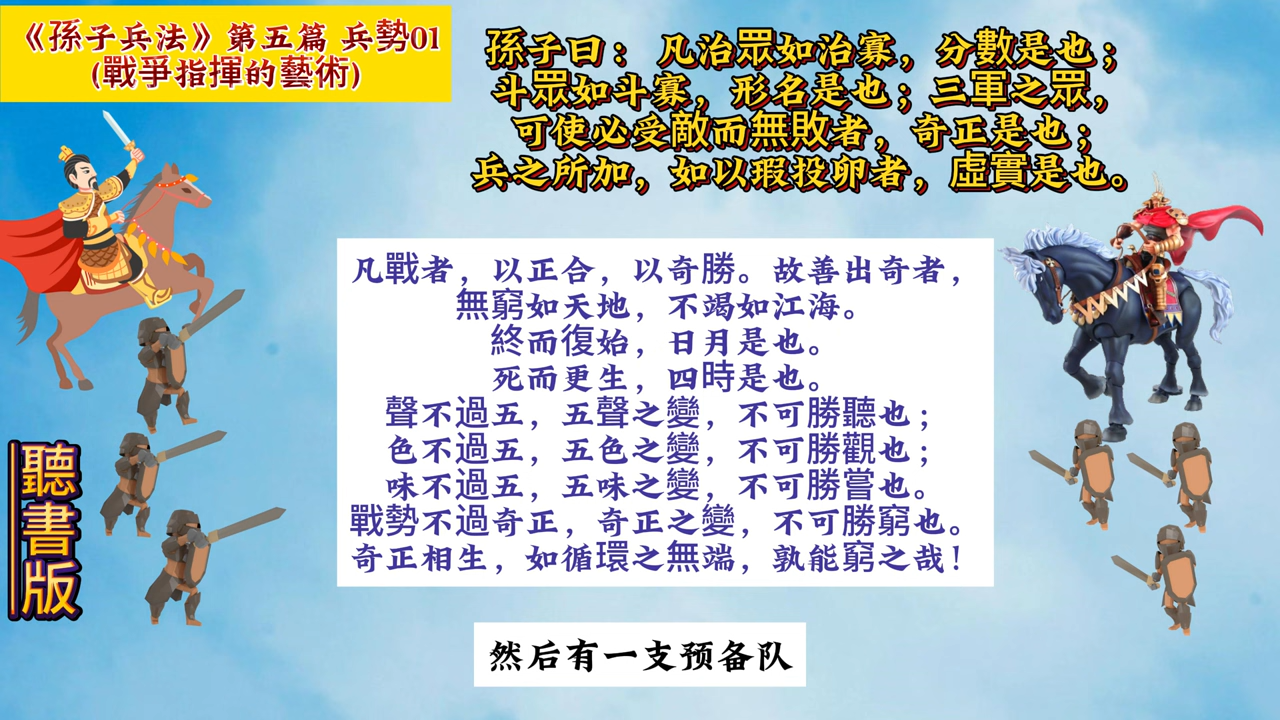 《孫子兵法》第五篇 兵勢01
(戰爭指揮的藝術)
孫子曰：凡治眾如治寡，分數是也；
斗眾如斗寡，形名是也；三軍之眾，
可使必受敵而無敗者，奇正是也；
兵之所加，如以瑕投卵者，虛實是也。
凡戰者，以正合，以奇勝。故善出奇者，
無窮如天地，不竭如江海。
終而復始，日月是也。
死而更生，四時是也。
聲不過五，五聲之變，不可勝聽也；
色不過五，五色之變，不可勝觀也；
味不過五，五味之變，不可勝嘗也。
戰勢不過奇正，奇正之變，不可勝窮也。
奇正相生，如循環之無端，孰能窮之哉！
聽書版
然后有一支预备队